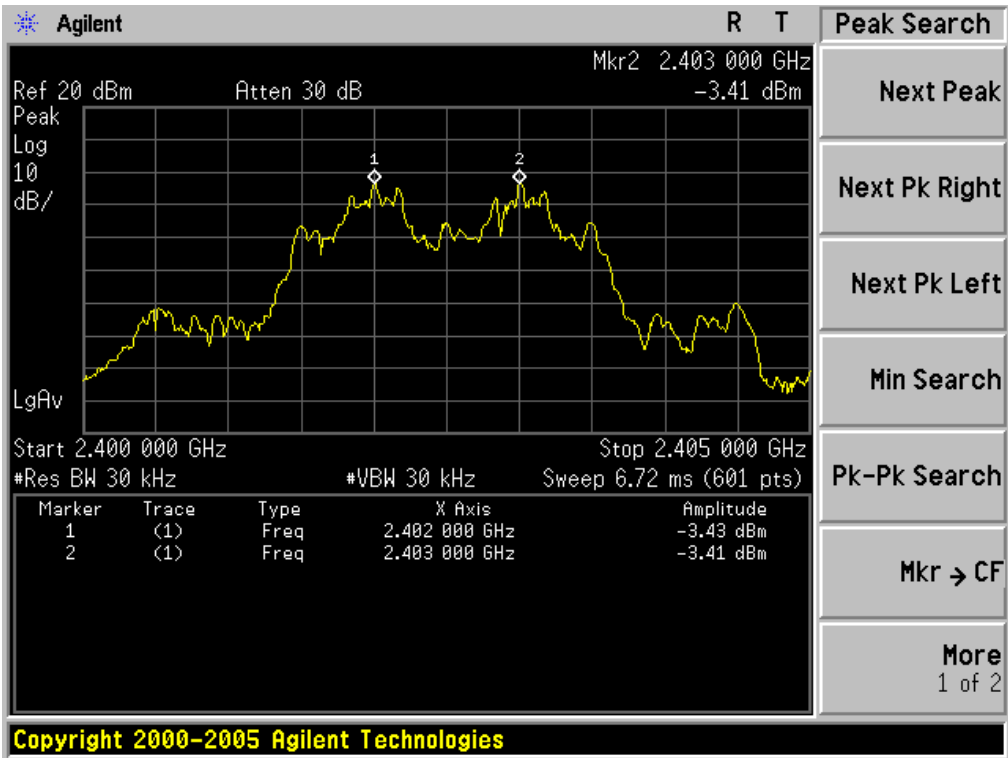 Agilent R T Peak Search
Mkr2 2.403 000 GHz
Ref 20 dBm Atten 30 dB -3.41 dBm
Peak
Log
10
dB/
1 2
LgAv
Start 2.400 000 GHz Stop 2.405 000 GHz
#Res BW 30 kHz #VBW 30 kHz Sweep 6.72 ms (601 pts)
Marker Trace Type X Axis Amplitude
1 (1) Freq 2.402 000 GHz -3.43 dBm
2 (1) Freq 2.403 000 GHz -3.41 dBm
Next Peak
Next Pk Right
Next Pk Left
Min Search
Pk-Pk Search
Mkr → CF
More
1 of 2
Copyright 2000-2005 Agilent Technologies